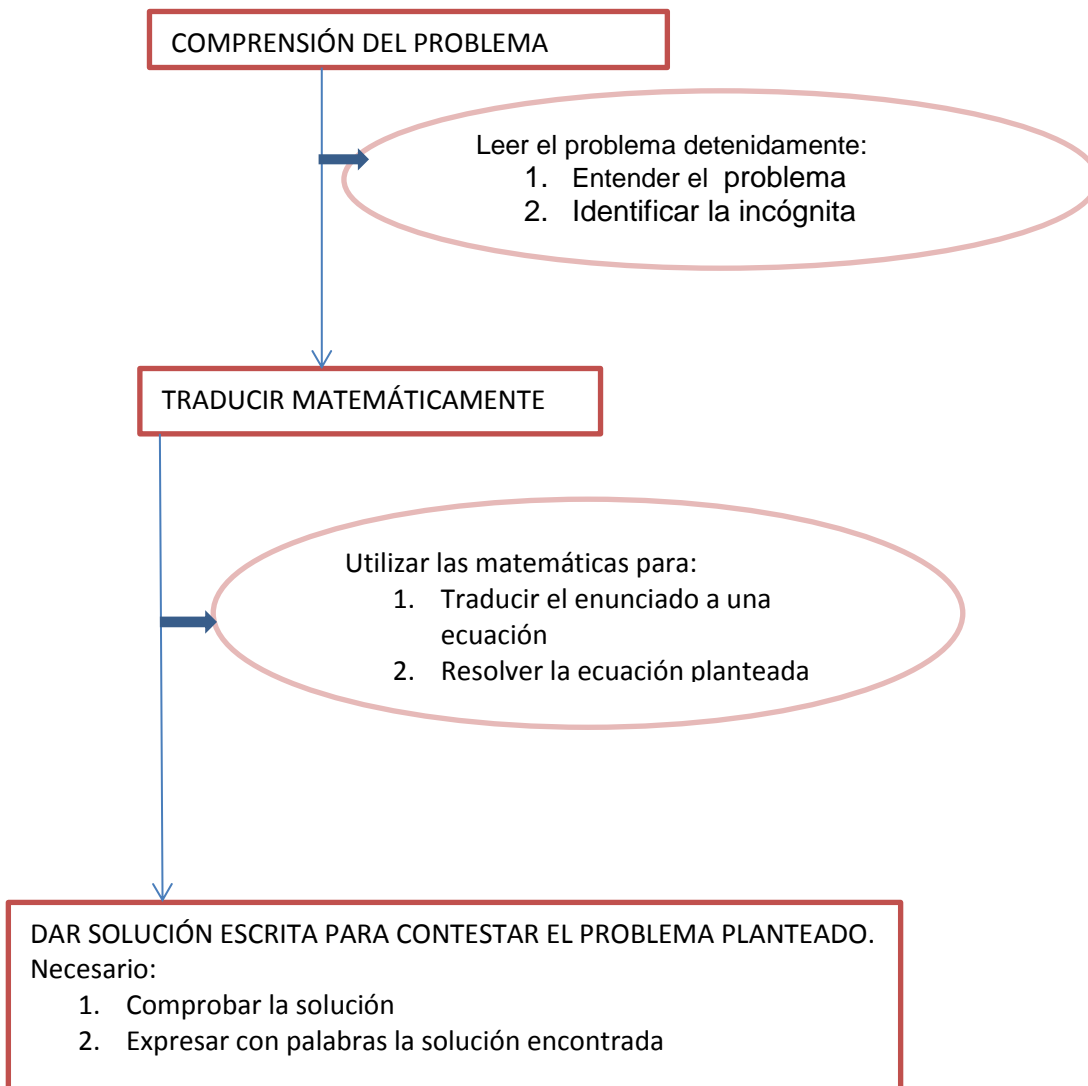 COMPRENSIÓN DEL PROBLEMA
Leer el problema detenidamente:
1. Entender el problema
2. Identificar la incógnita
TRADUCIR MATEMÁTICAMENTE
Utilizar las matemáticas para:
1. Traducir el enunciado a una
ecuación
2. Resolver la ecuación planteada
DAR SOLUCIÓN ESCRITA PARA CONTESTAR EL PROBLEMA PLANTEADO.
Necesario:
1. Comprobar la solución
2. Expresar con palabras la solución encontrada